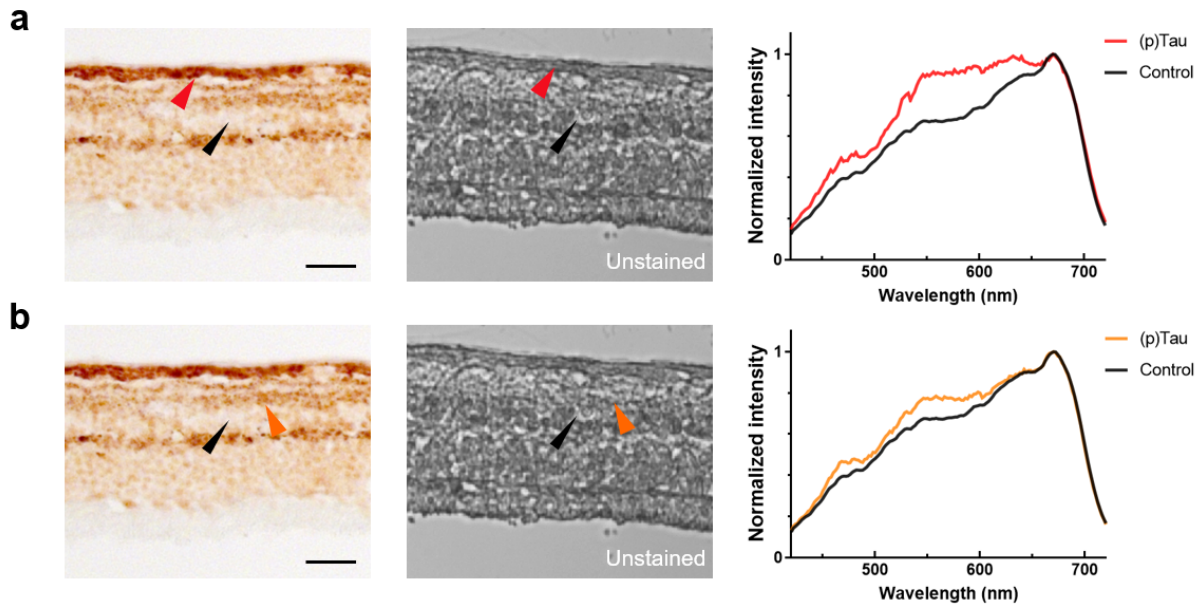 a
Unstained
Normalized intensity
1
0
500
600
700
Wavelength (nm)
(p)Tau
Control
b
Unstained
Normalized intensity
1
0
500
600
700
Wavelength (nm)
(p)Tau
Control